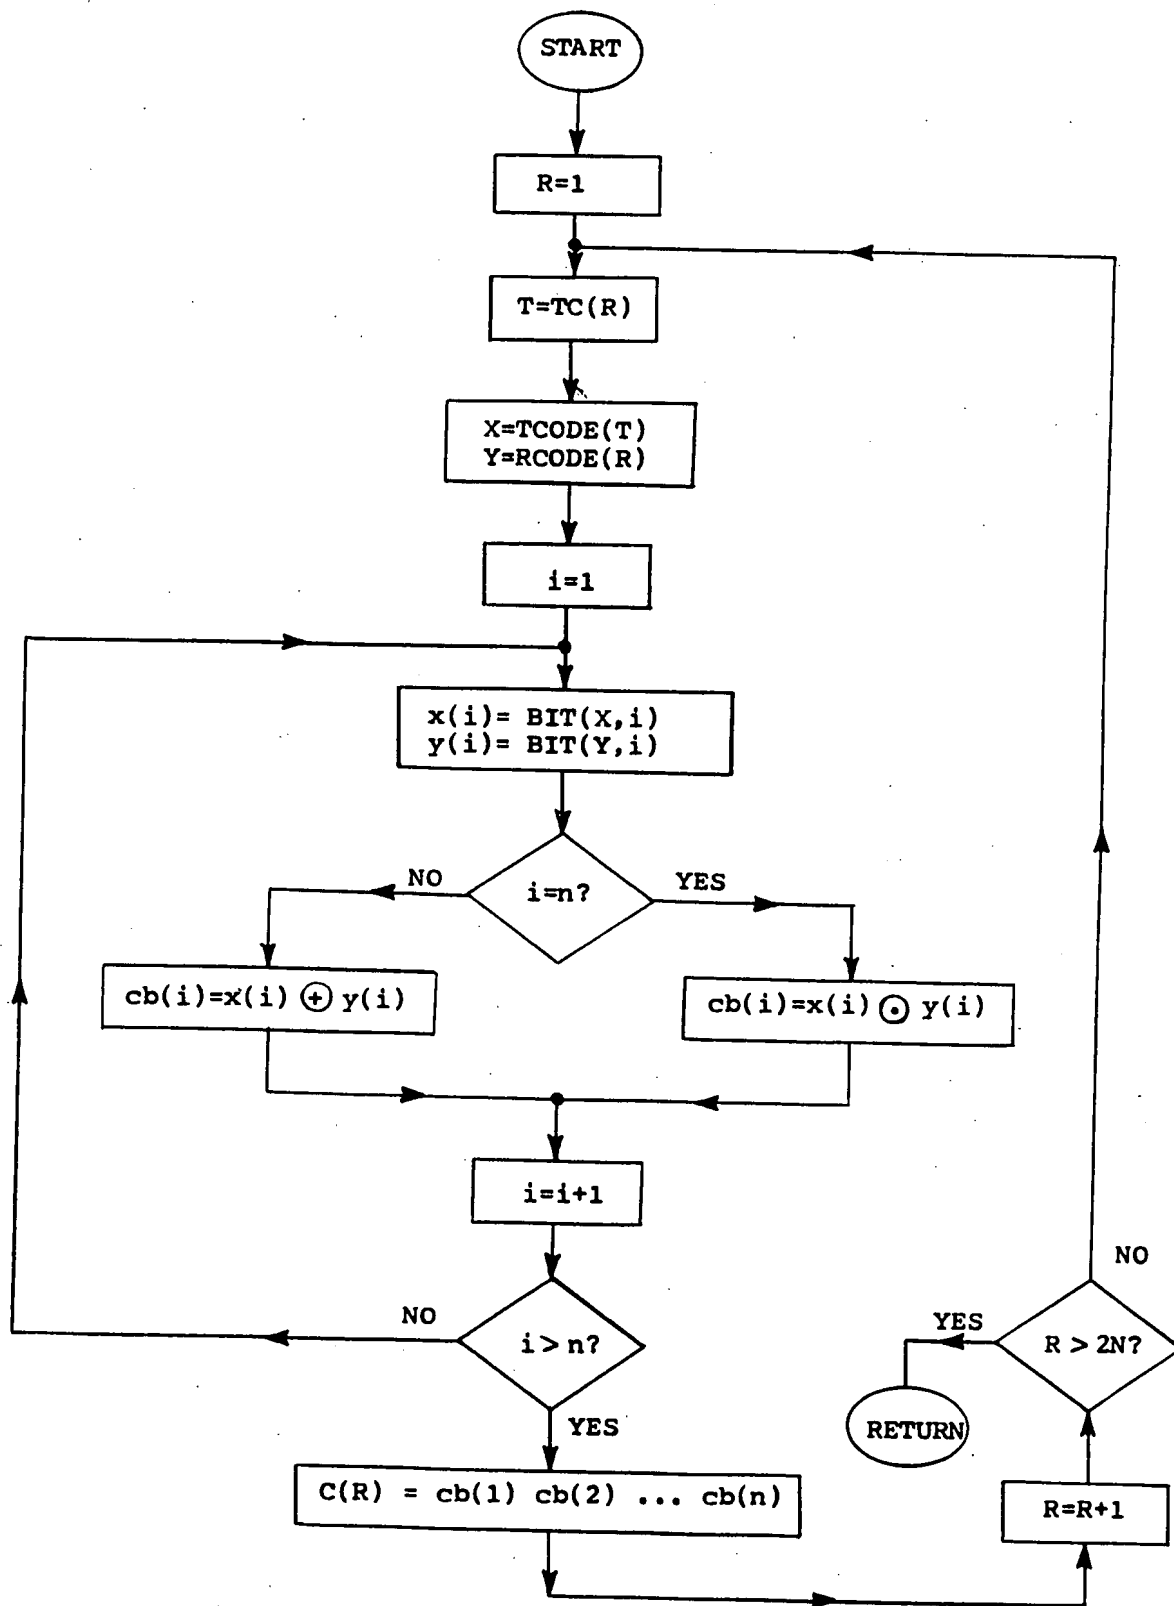 START
R=1
T=TC(R)
X=TCODE(T)
Y=RCODE(R)
i=1
x(i)= BIT(X,i)
y(i)= BIT(Y,i)
NO
i=n?
YES
cb(i)=x(i) ⊕ y(i)
cb(i)=x(i) ⊙ y(i)
i=i+1
NO
i > n?
YES
C(R) = cb(1) cb(2) ... cb(n)
R=R+1
R > 2N?
NO
YES
RETURN